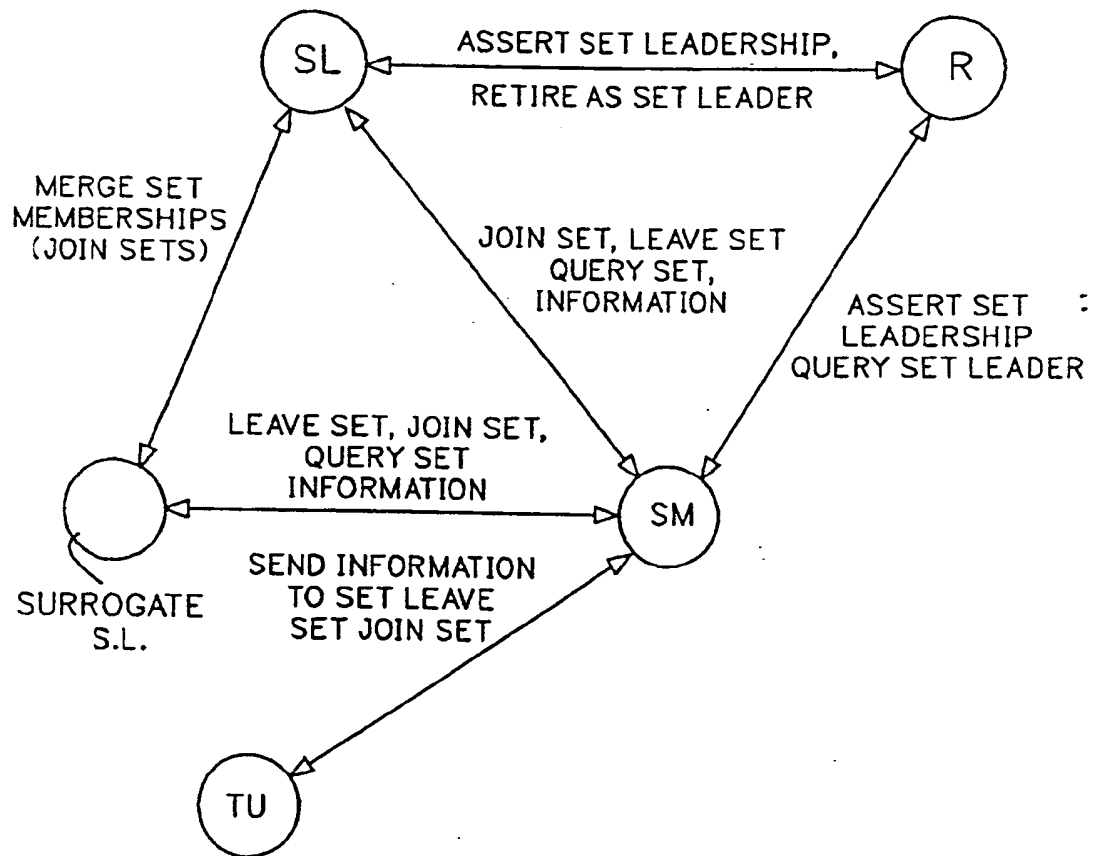 SL
ASSERT SET LEADERSHIP,
RETIRE AS SET LEADER
R
MERGE SET
MEMBERSHIPS
(JOIN SETS)
JOIN SET, LEAVE SET
QUERY SET,
INFORMATION
ASSERT SET :
LEADERSHIP
QUERY SET LEADER
LEAVE SET, JOIN SET,
QUERY SET
INFORMATION
SM
SURROGATE
S.L.
SEND INFORMATION
TO SET LEAVE
SET JOIN SET
TU